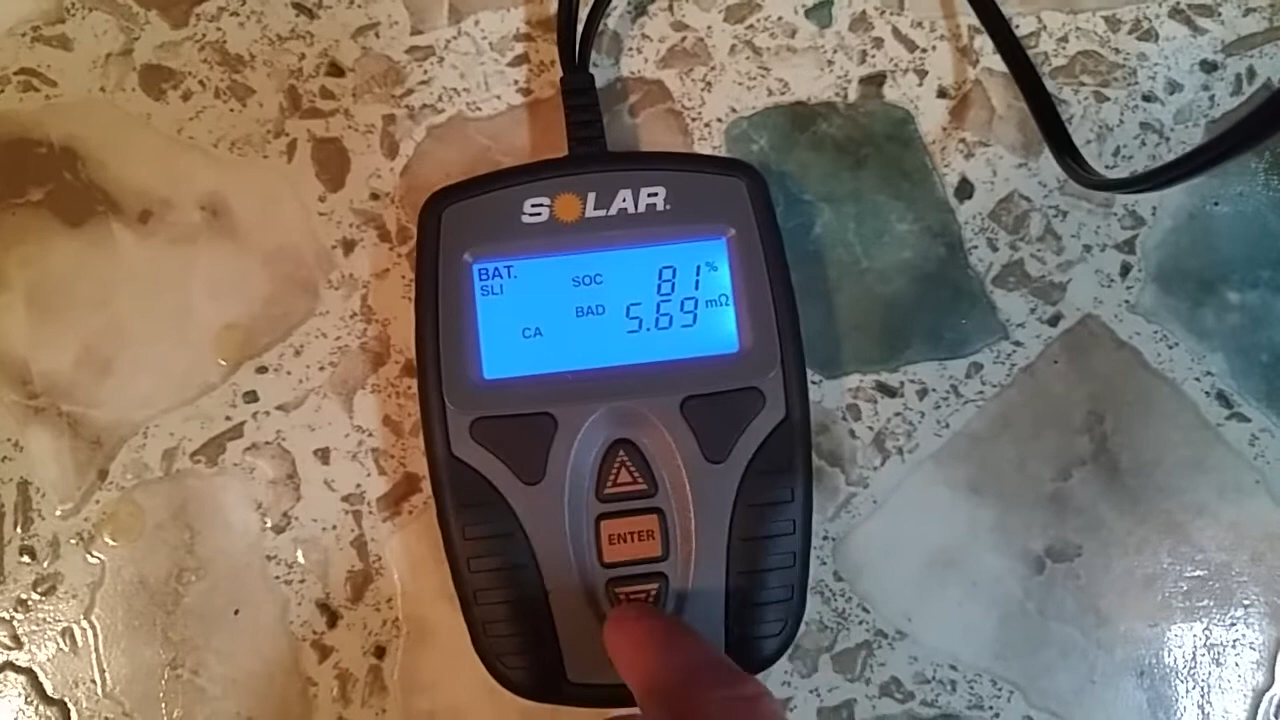 SOLAR
BAT.
SLI SOC 81%
BAD 5.69 mΩ
CA
ENTER